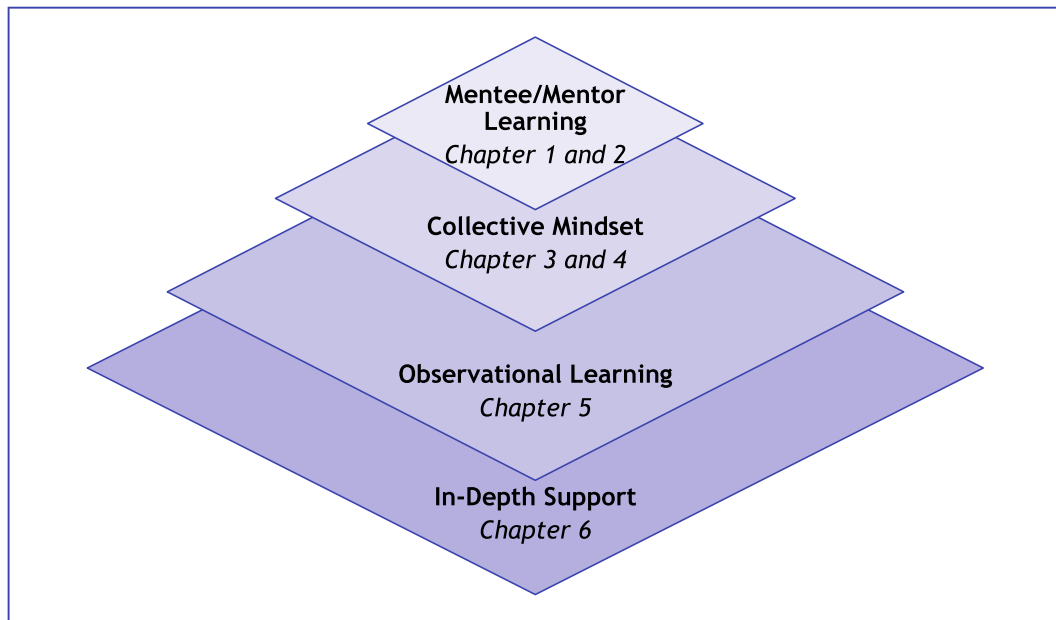 Mentee/Mentor
Learning
Chapter 1 and 2
Collective Mindset
Chapter 3 and 4
Observational Learning
Chapter 5
In-Depth Support
Chapter 6